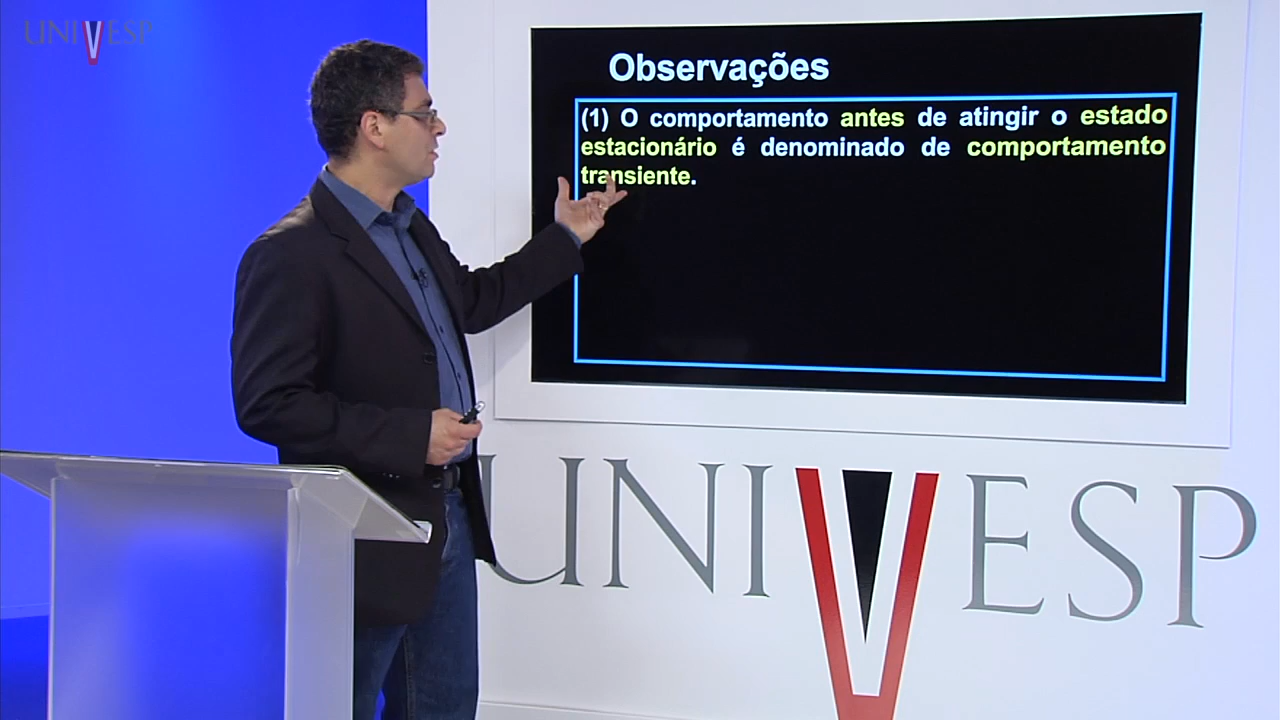 UNIVESP
Observações
(1) O comportamento antes de atingir o estado
estacionário é denominado de comportamento
transiente.
UNIVESP